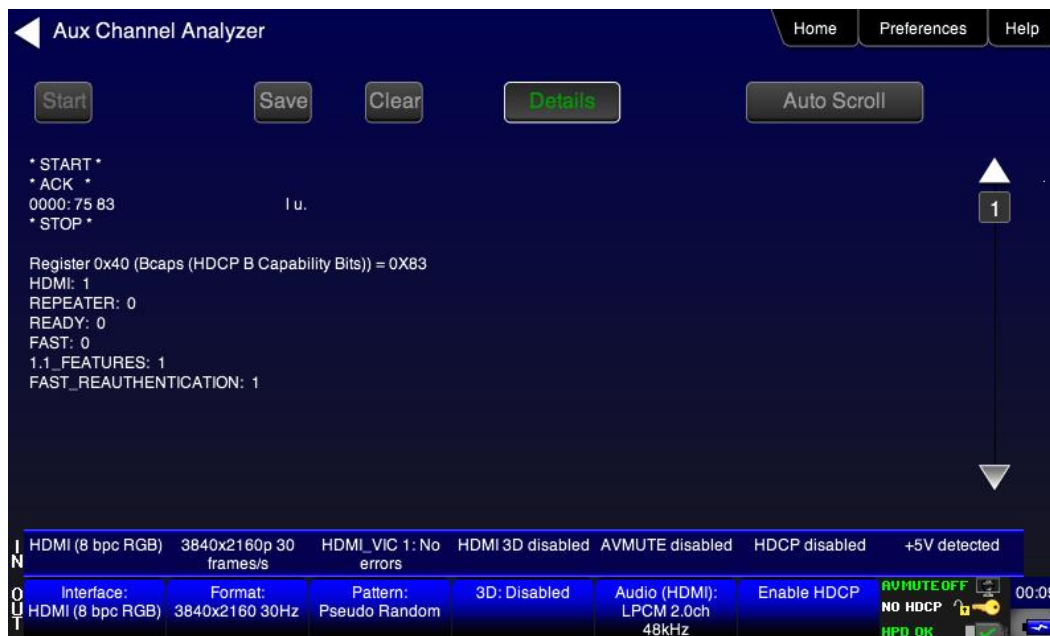 Aux Channel Analyzer
Home
Preferences
Help
Start
Save
Clear
Details
Auto Scroll
* START *
* ACK *
0000: 75 83 l u.
* STOP *
1
Register 0x40 (Bcaps (HDCP B Capability Bits)) = 0X83
HDMI: 1
REPEATER: 0
READY: 0
FAST: 0
1.1_FEATURES: 1
FAST_REAUTHENTICATION: 1
IN
HDMI (8 bpc RGB)
3840x2160p 30
frames/s
HDMI_VIC 1: No
errors
HDMI 3D disabled
AVMUTE disabled
HDCP disabled
+5V detected
OUT
Interface:
HDMI (8 bpc RGB)
Format:
3840x2160 30Hz
Pattern:
Pseudo Random
3D: Disabled
Audio (HDMI):
LPCM 2.0ch
48kHz
Enable HDCP
AVMUTEOFF
NO HDCP
HPD OK